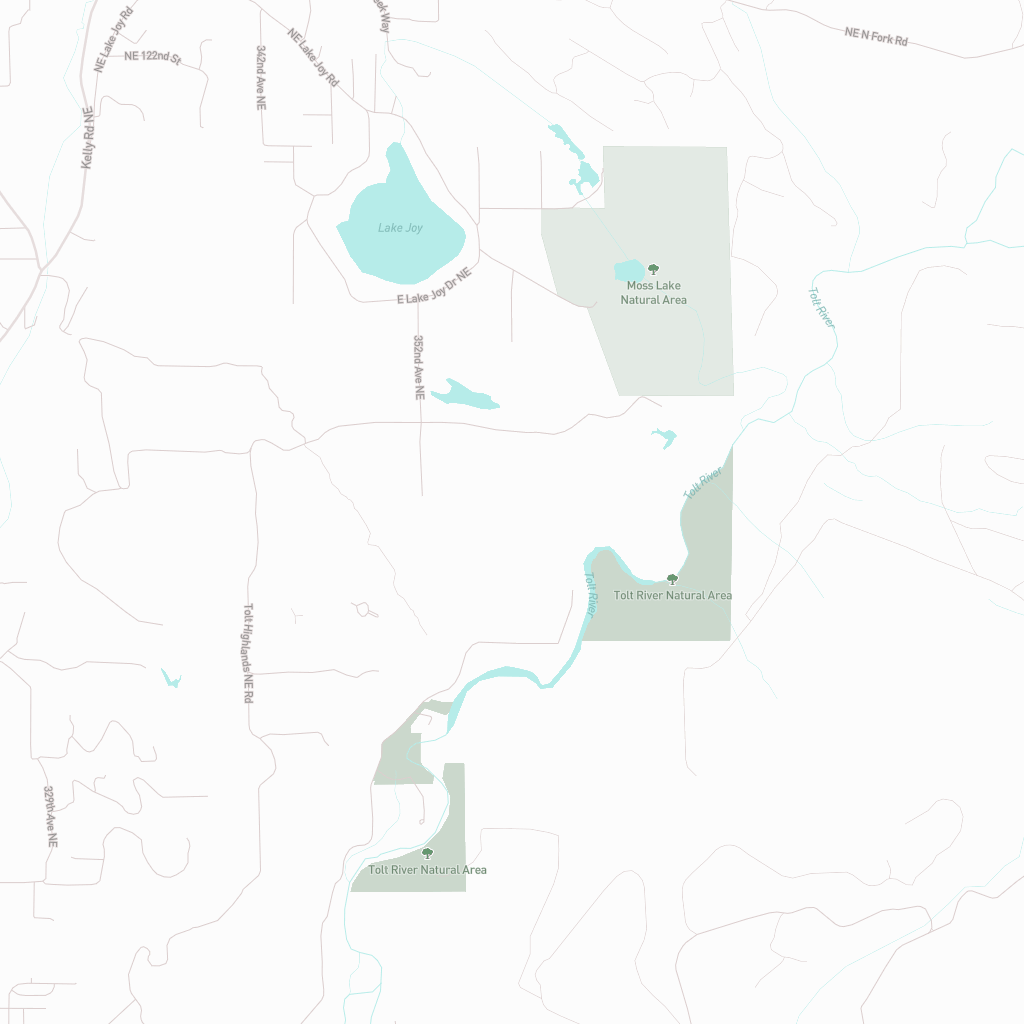 NE Lake Joy Rd
NE 122nd St
342nd Ave NE
NE Lake Joy Rd
Way
NE N Fork Rd
Kelly Rd NE
Lake Joy
E Lake Joy Dr NE
352nd Ave NE
Moss Lake
Natural Area
Tolt River
Tolt River
Tolt River
Tolt River Natural Area
Tolt Highlands NE Rd
329th Ave NE
Tolt River Natural Area